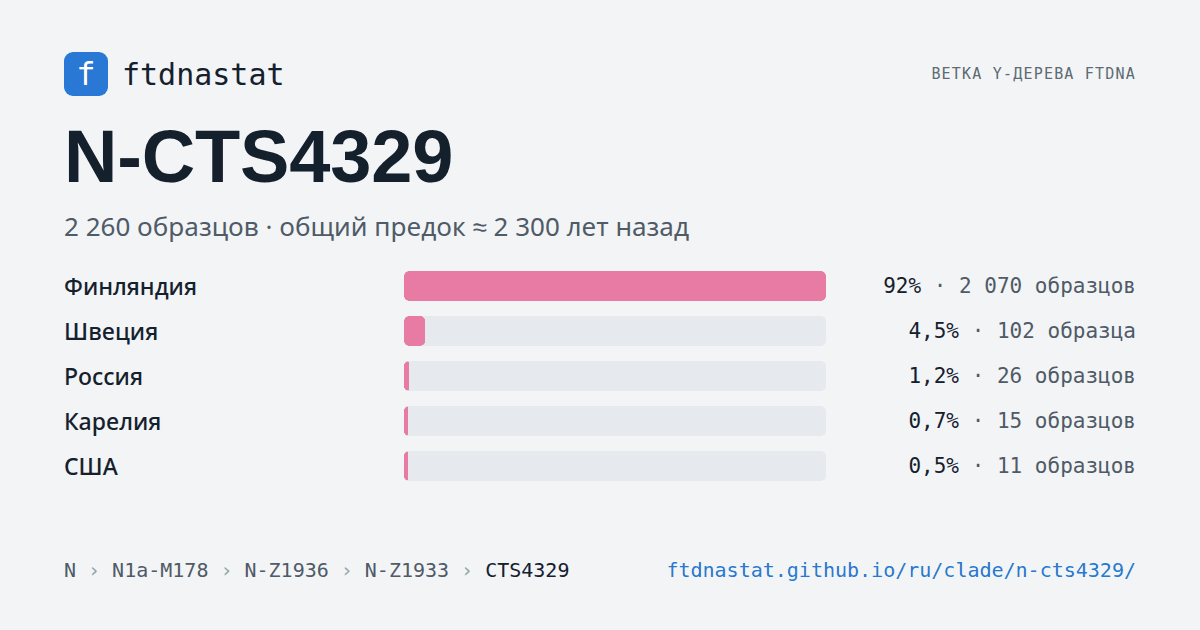 f ftdnastat
ВЕТКА Y-ДЕРЕВА FTDNA
N-CTS4329
2 260 образцов · общий предок ≈ 2 300 лет назад
Финляндия 92% · 2 070 образцов
Швеция 4,5% · 102 образца
Россия 1,2% · 26 образцов
Карелия 0,7% · 15 образцов
США 0,5% · 11 образцов
N › N1a-M178 › N-Z1936 › N-Z1933 › CTS4329
ftdnastat.github.io/ru/clade/n-cts4329/